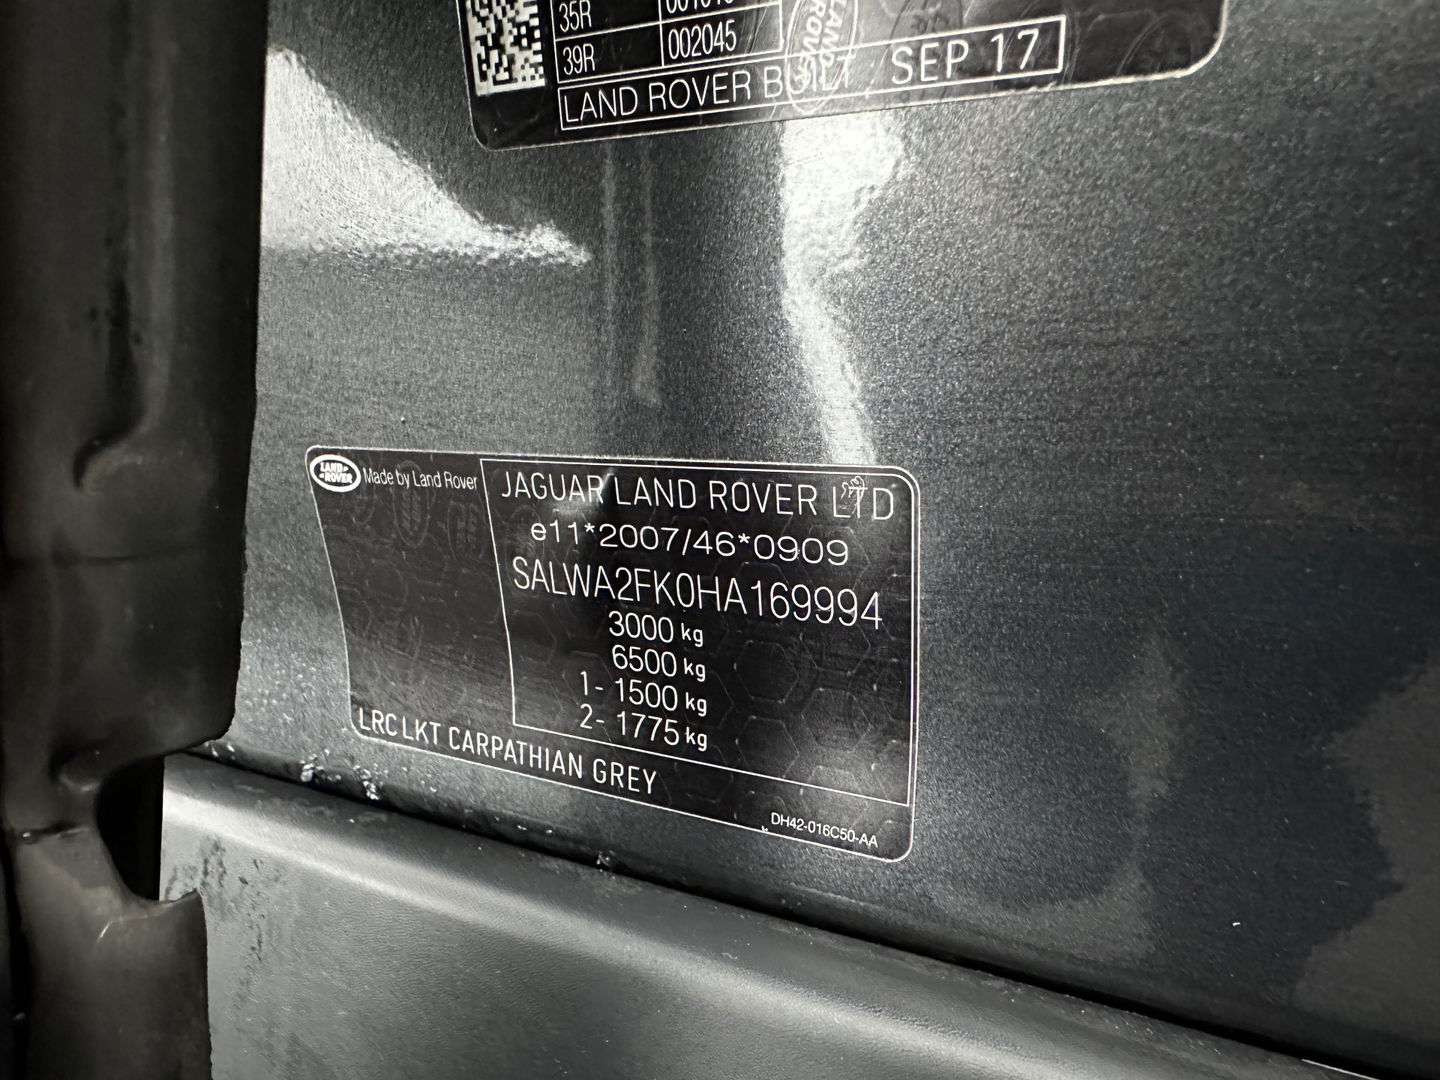 35R
39R 002045
LAND ROVER BUILT : SEP 17
LAND ROVER
LAND ROVER Made by Land Rover
JAGUAR LAND ROVER LTD
e11*2007/46*0909
SALWA2FK0HA169994
3000 kg
6500 kg
1- 1500 kg
2- 1775 kg
LRC LKT CARPATHIAN GREY
DH42-016C50-AA